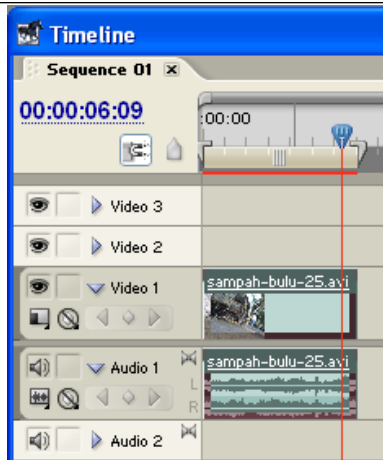 Timeline
Sequence 01
00:00:06:09
:00:00
Video 3
Video 2
Video 1
sampah-bulu-25.avi
Audio 1
sampah-bulu-25.avi
L
R
Audio 2